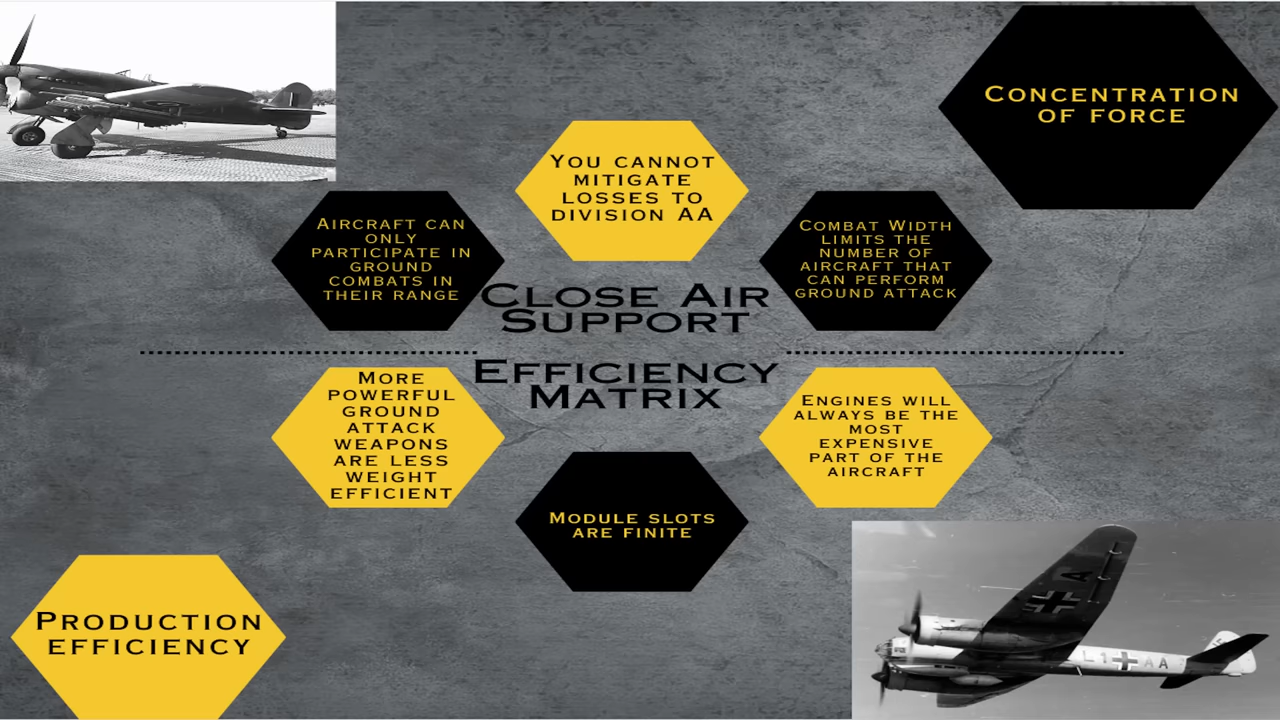 Concentration
of force
You cannot
mitigate
losses to
division AA
Aircraft can
only
participate in
ground
combats in
their range
Combat Width
limits the
number of
aircraft that
can perform
ground attack
Close Air
Support
Efficiency
Matrix
More
powerful
ground
attack
weapons
are less
weight
efficient
Engines will
always be the
most
expensive
part of the
aircraft
Module slots
are finite
Production
efficiency
L1 AA
A